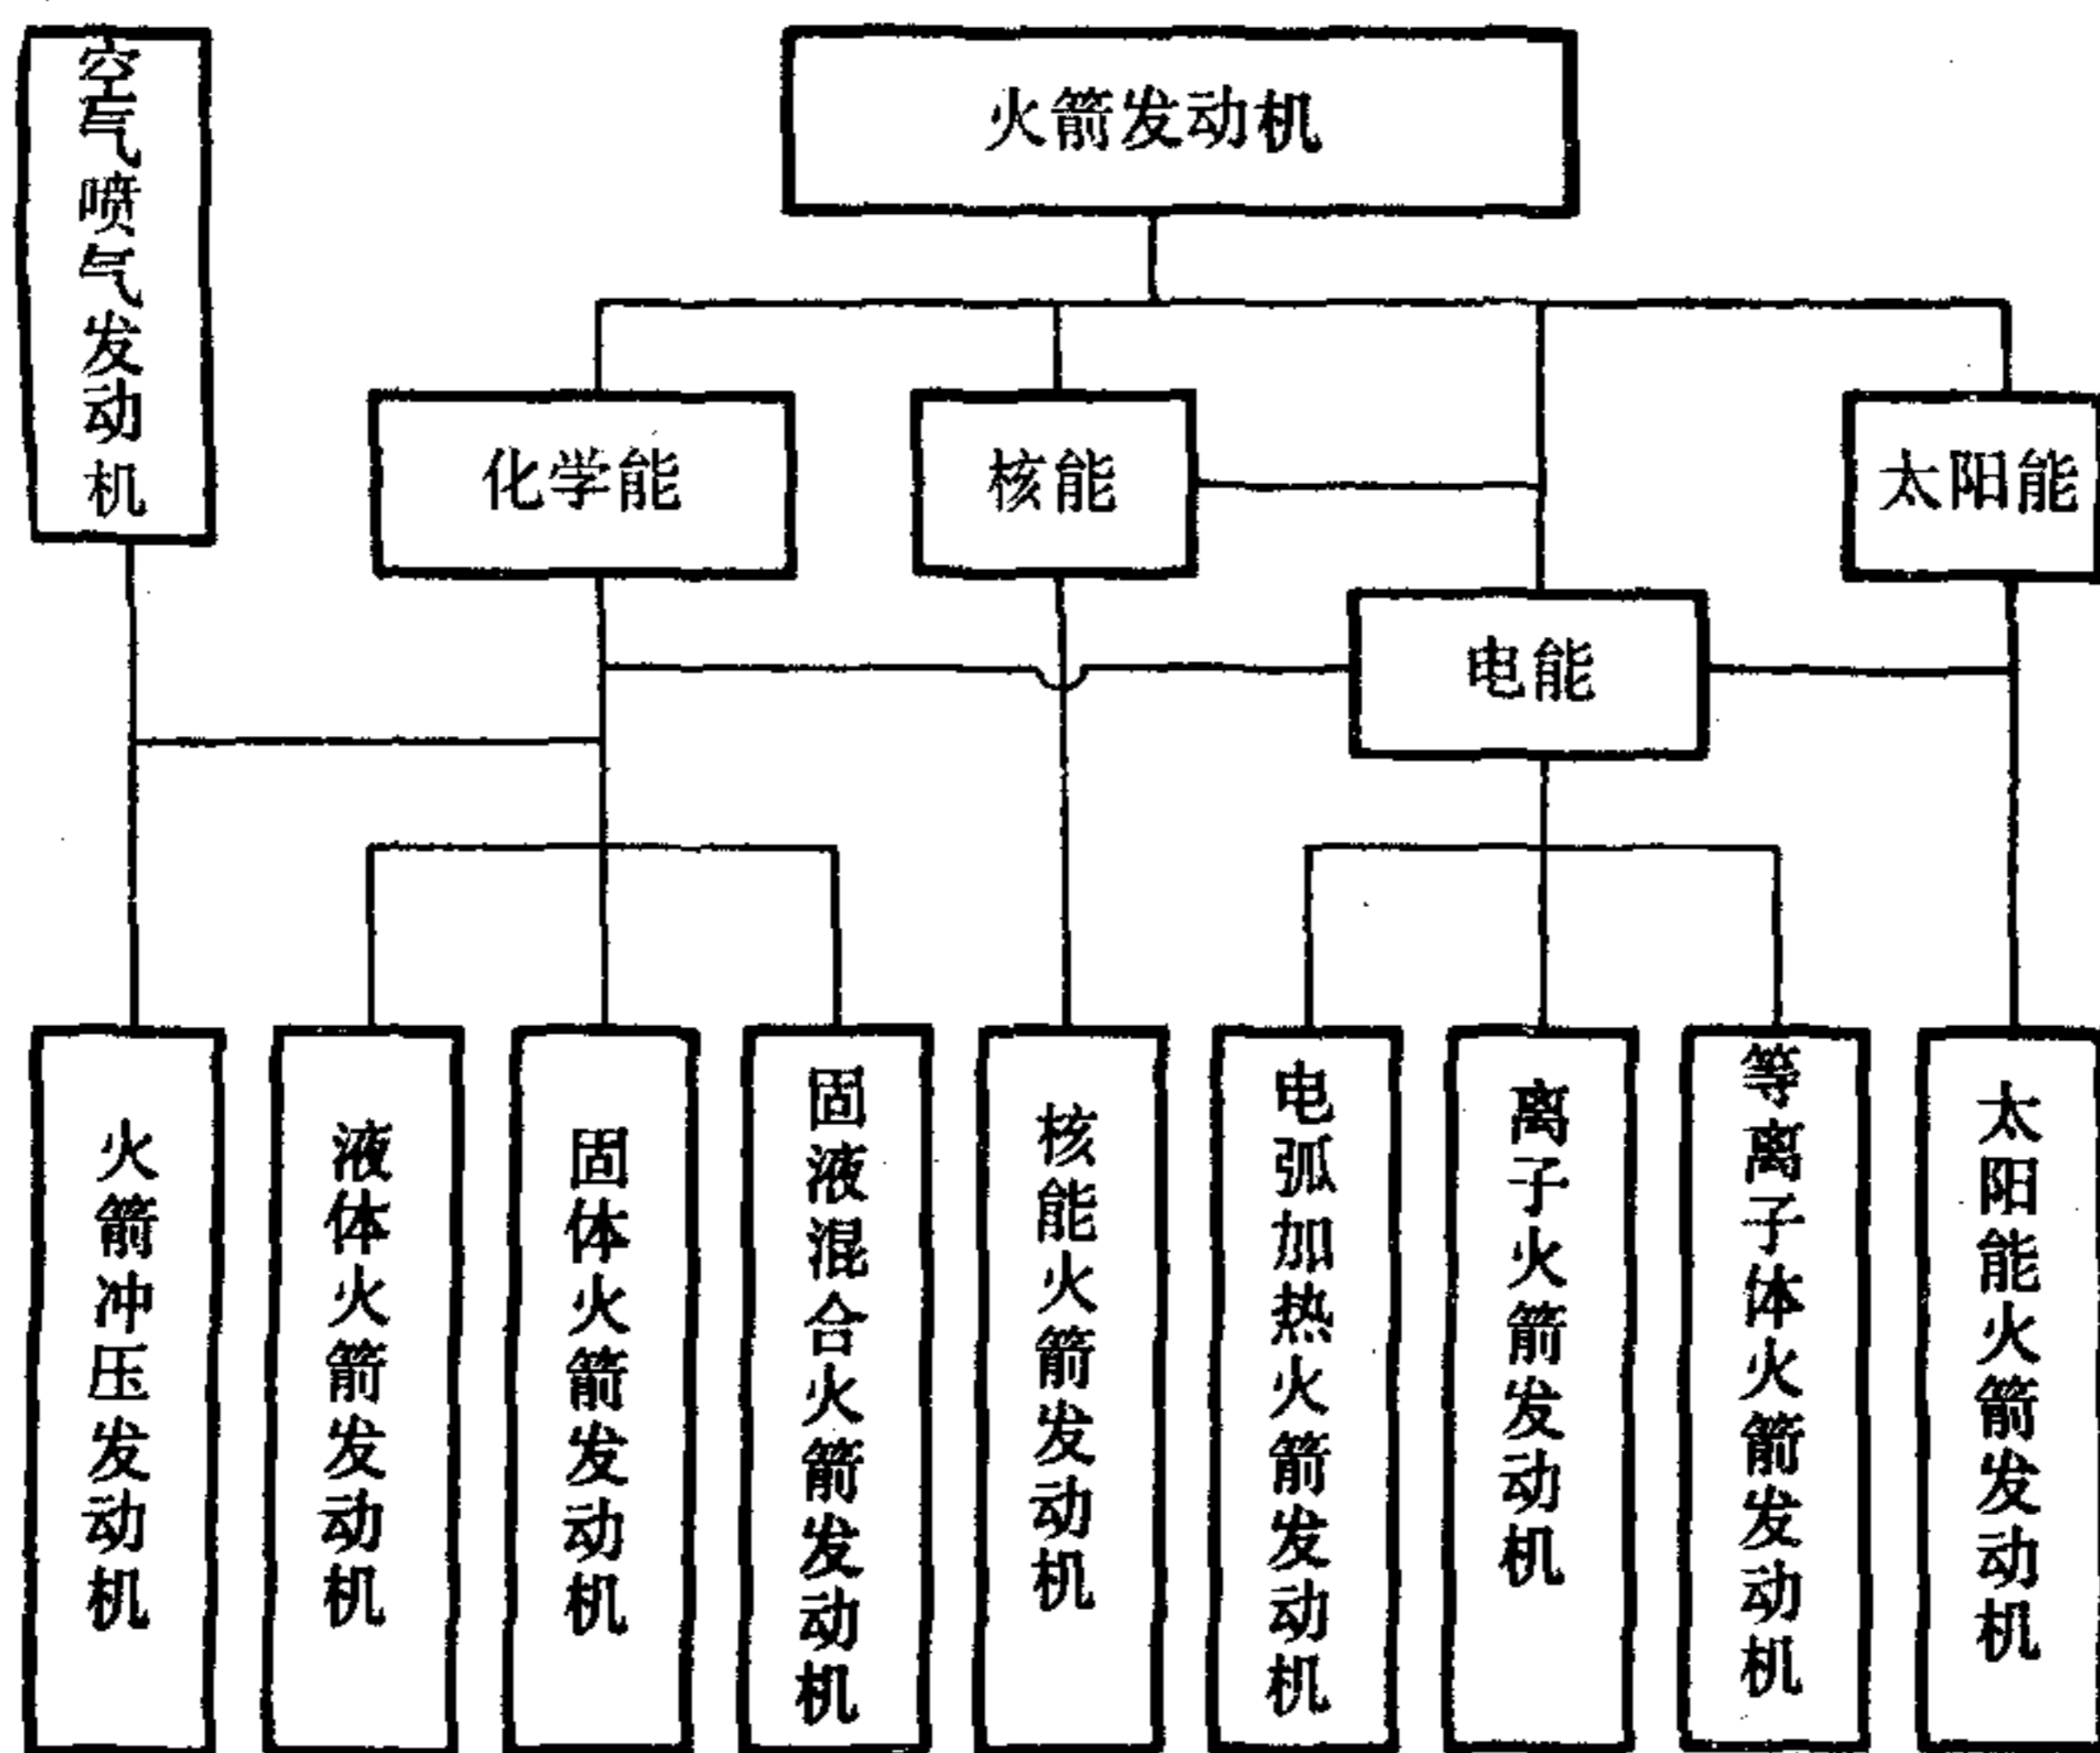 空气喷气发动机
火箭发动机
化学能
核能
太阳能
电能
火箭冲压发动机
液体火箭发动机
固体火箭发动机
固液混合火箭发动机
核能火箭发动机
电弧加热火箭发动机
离子火箭发动机
等离子体火箭发动机
太阳能火箭发动机